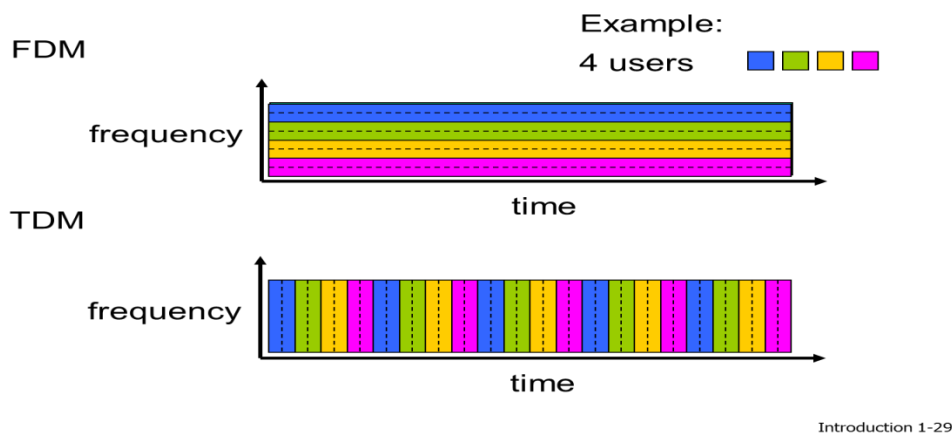 Example:
FDM
4 users
frequency
time
TDM
frequency
time
Introduction 1-29